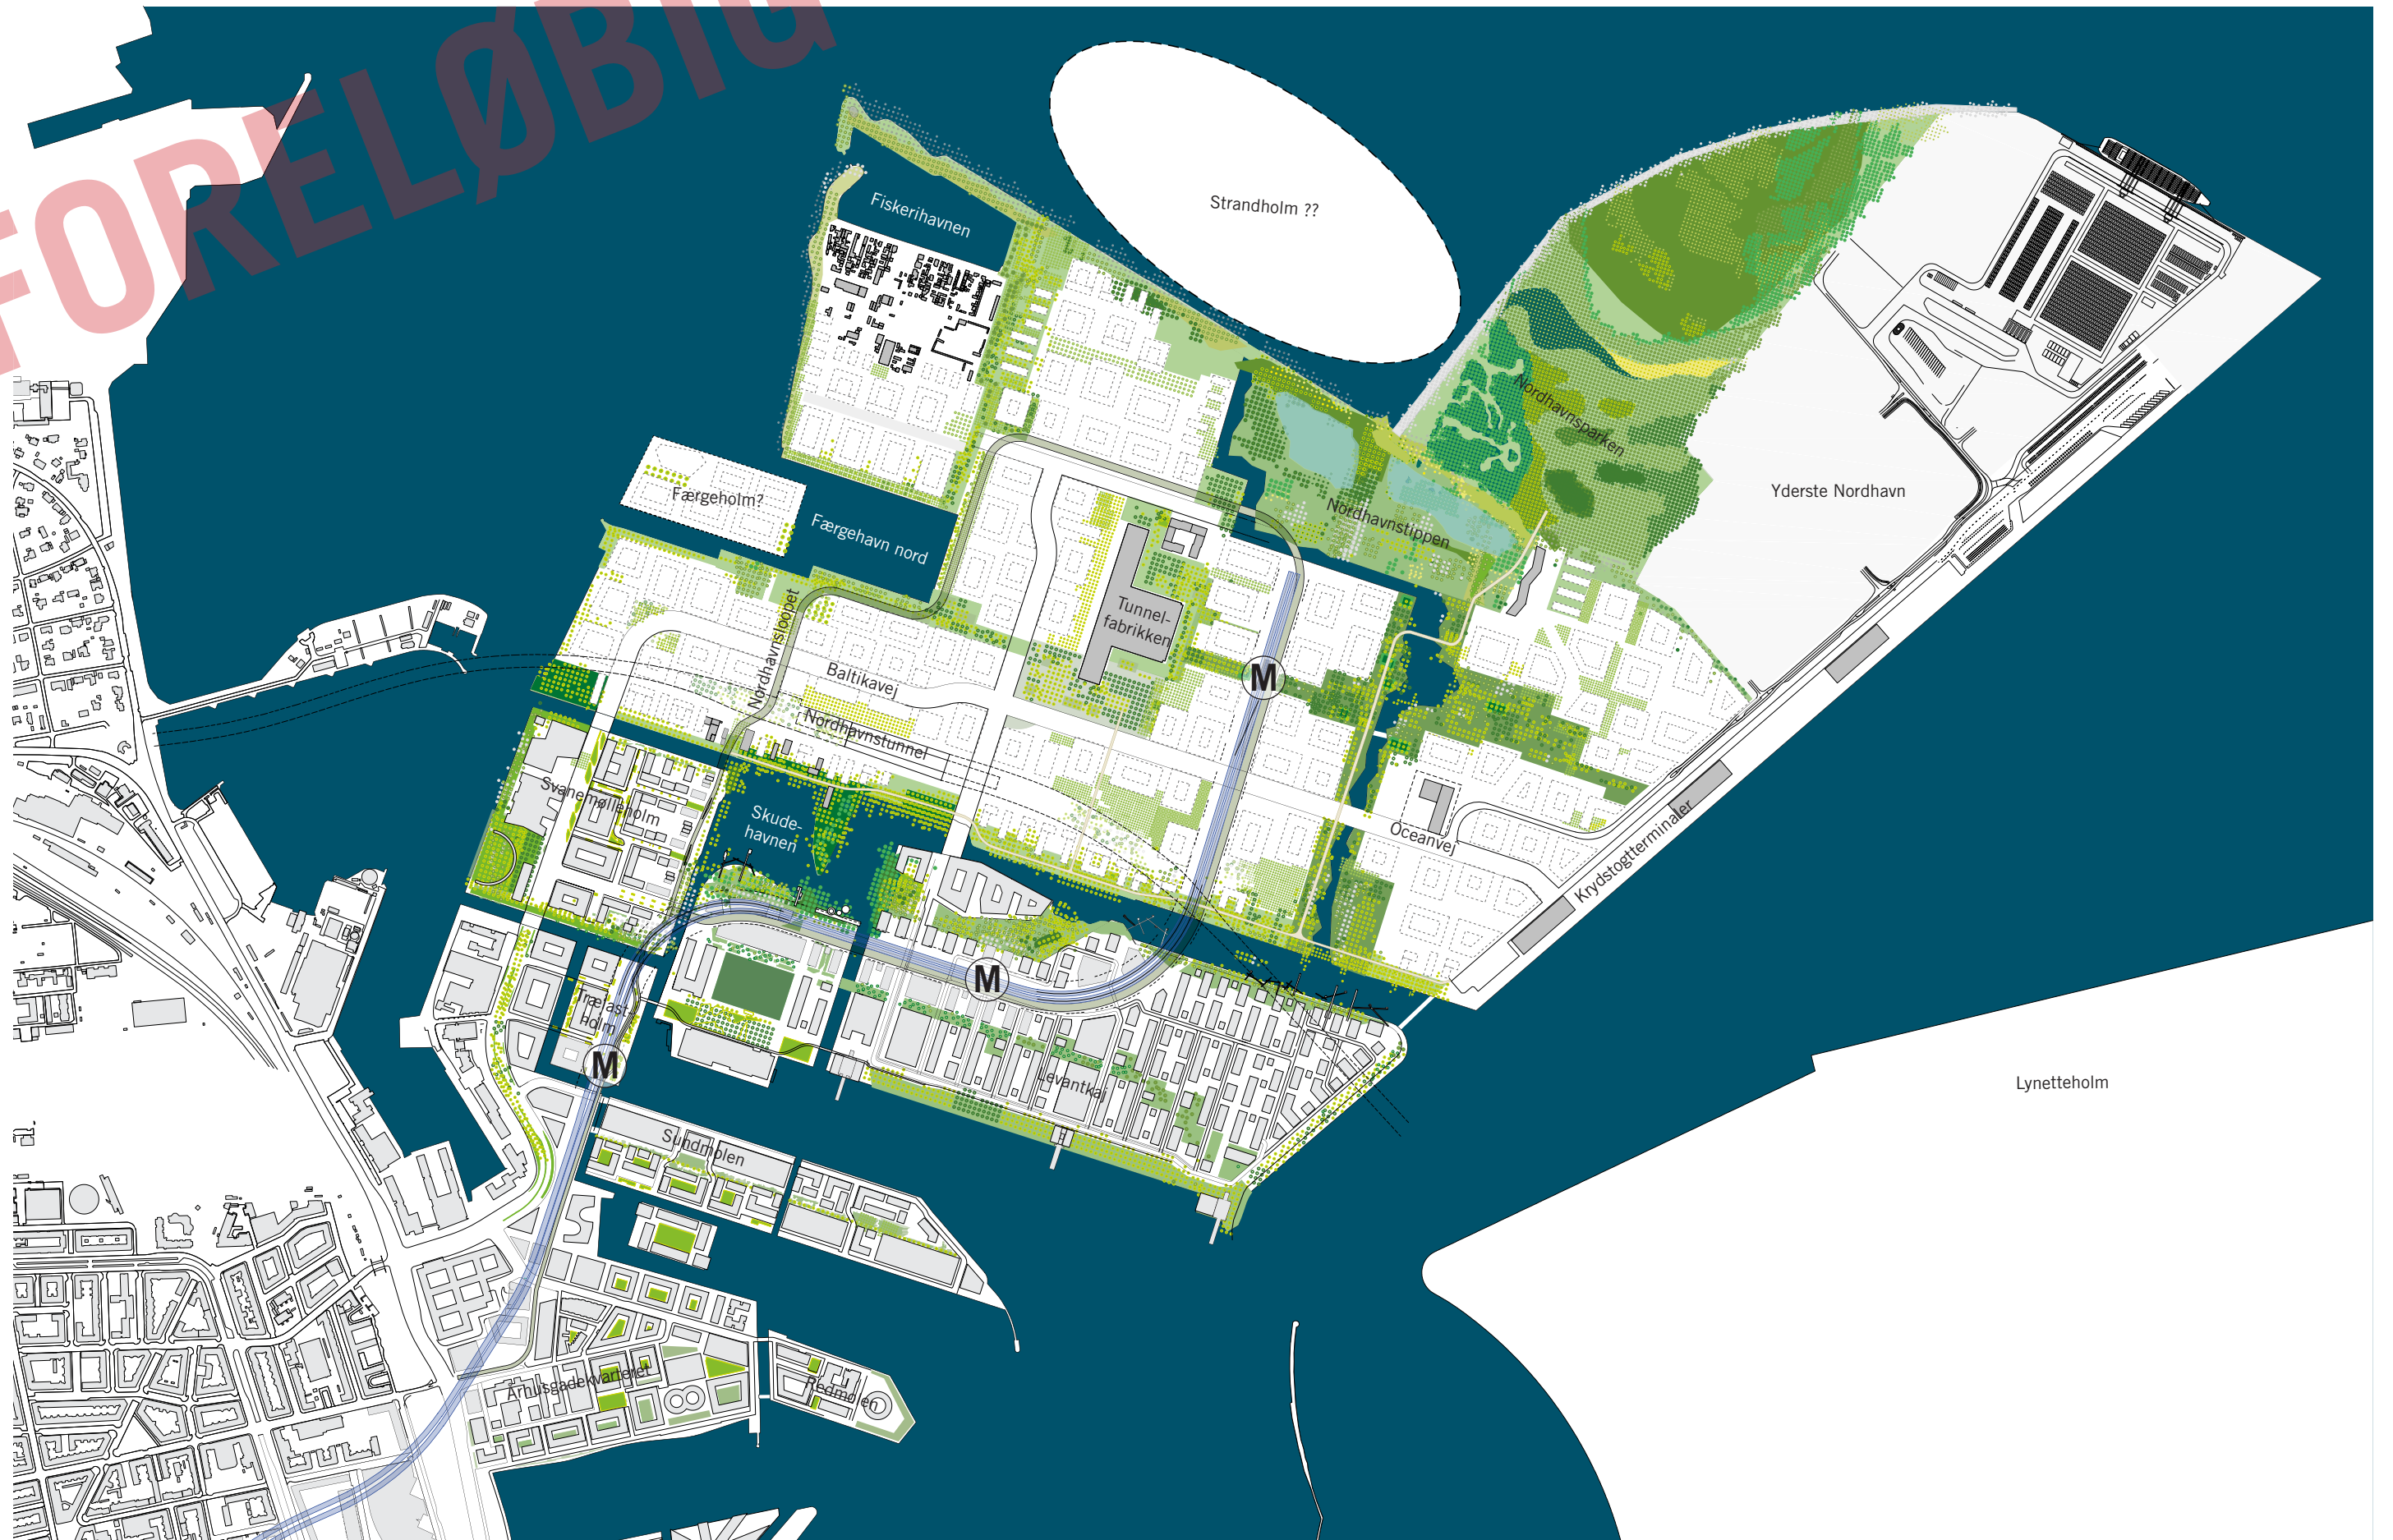 FORELØBIG
Fiskerihavnen
Strandholm ??
Nordhavnsparken
Færgeholm?
Færgehavn nord
Nordhavnstippen
Yderste Nordhavn
Tunnel-
fabrikken
Nordhavnsloopet
Baltikavej
M
Nordhavnstunnel
Svanemølleholm
Skude-
havnen
Oceanvej
Krydstogtterminaler
M
Trælast-
holm
M
Levantkaj
Lynetteholm
Sundmolen
Århusgadekvarteret
Redmolen